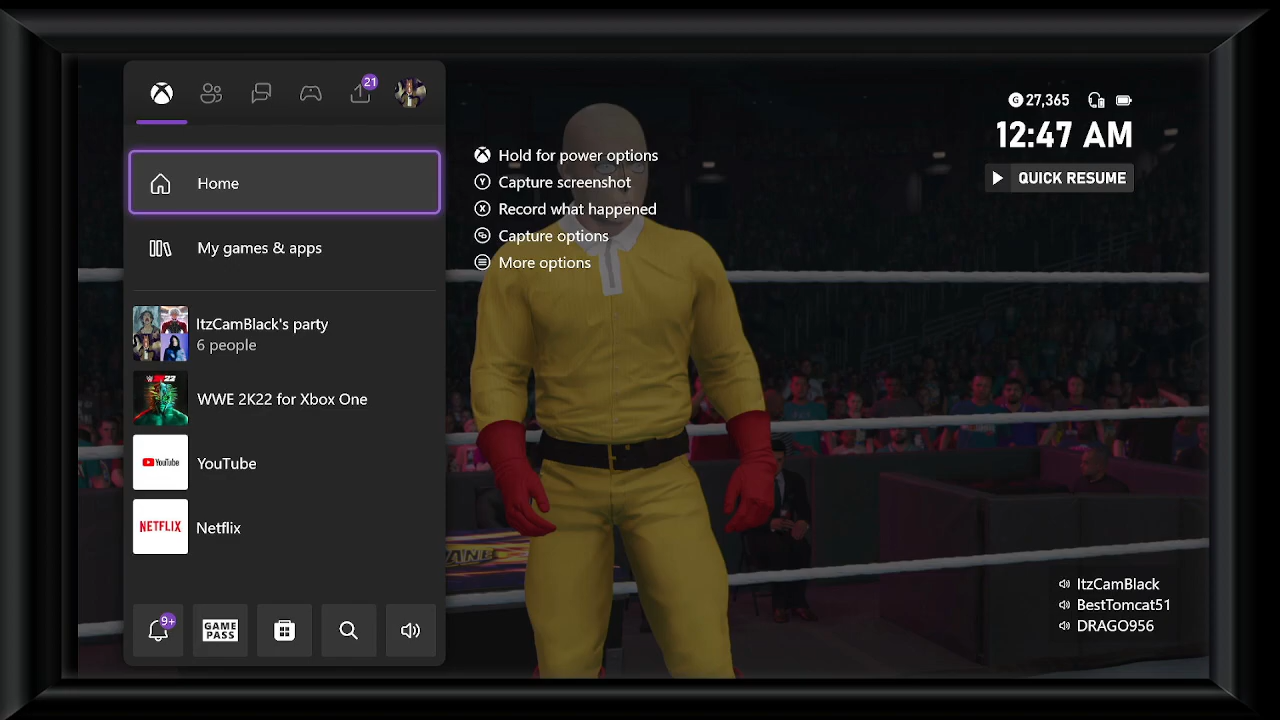 21
Home
My games & apps
ItzCamBlack's party
6 people
WWE 2K22 for Xbox One
YouTube
YouTube
NETFLIX
Netflix
9+
GAME
PASS
Hold for power options
Y Capture screenshot
X Record what happened
Capture options
More options
G 27,365
12:47 AM
QUICK RESUME
ItzCamBlack
BestTomcat51
DRAGO956